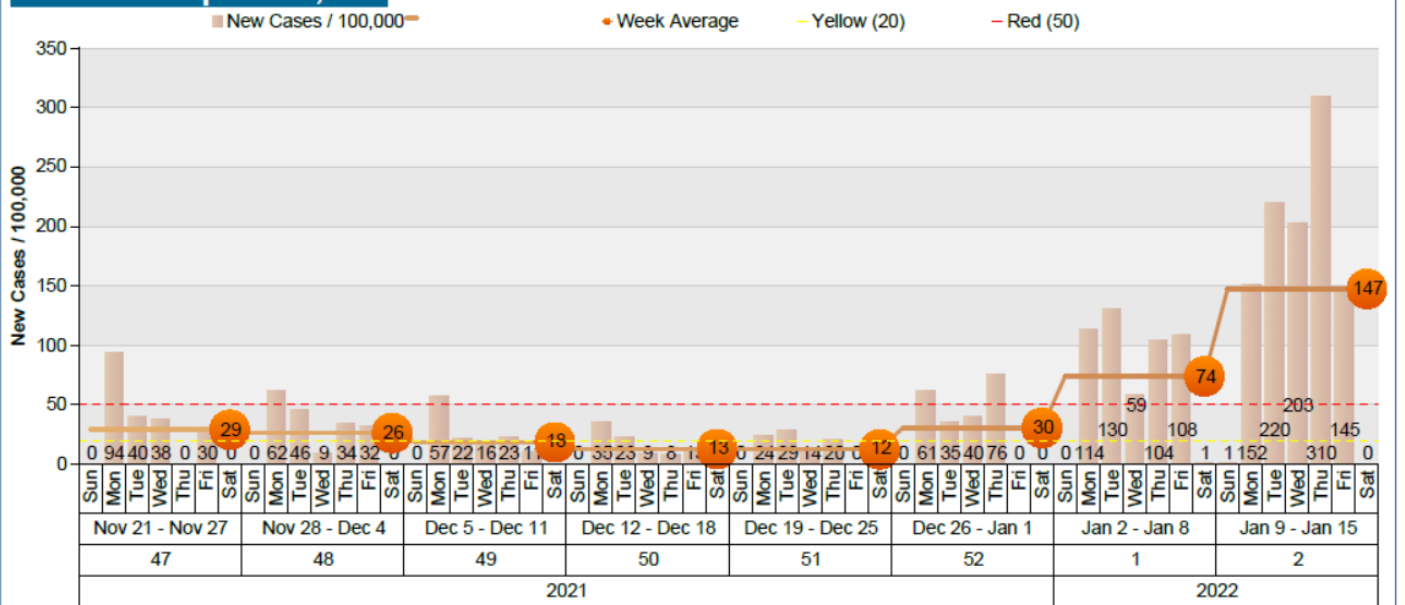 New Cases / 100,000
Week Average
Yellow (20)
Red (50)
350
300
250
200
150
100
50
0
New Cases / 100,000
29 26 18 13 12 30 74 147
59 203
130 108 220 145
0 94 40 38 0 30 0 0 62 46 9 34 32 0 0 57 22 16 23 11 0 35 23 9 0 24 29 14 20 0 0 61 35 40 76 0 0 0 114 104 1 1 152 310 0
Sun Mon Tue Wed Thu Fri Sat Sun Mon Tue Wed Thu Fri Sat Sun Mon Tue Wed Thu Fri Sat Sun Mon Tue Wed Thu Fri Sat Sun Mon Tue Wed Thu Fri Sat Sun Mon Tue Wed Thu Fri Sat Sun Mon Tue Wed Thu Fri Sat Sun Mon Tue Wed Thu Fri Sat
Nov 21 - Nov 27 Nov 28 - Dec 4 Dec 5 - Dec 11 Dec 12 - Dec 18 Dec 19 - Dec 25 Dec 26 - Jan 1 Jan 2 - Jan 8 Jan 9 - Jan 15
47 48 49 50 51 52 1 2
2021 2022